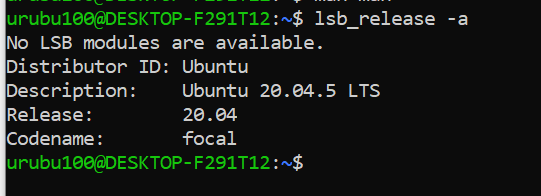 urubu100@DESKTOP-F291T12:~$ lsb_release -a
No LSB modules are available.
Distributor ID: Ubuntu
Description:    Ubuntu 20.04.5 LTS
Release:        20.04
Codename:       focal
urubu100@DESKTOP-F291T12:~$